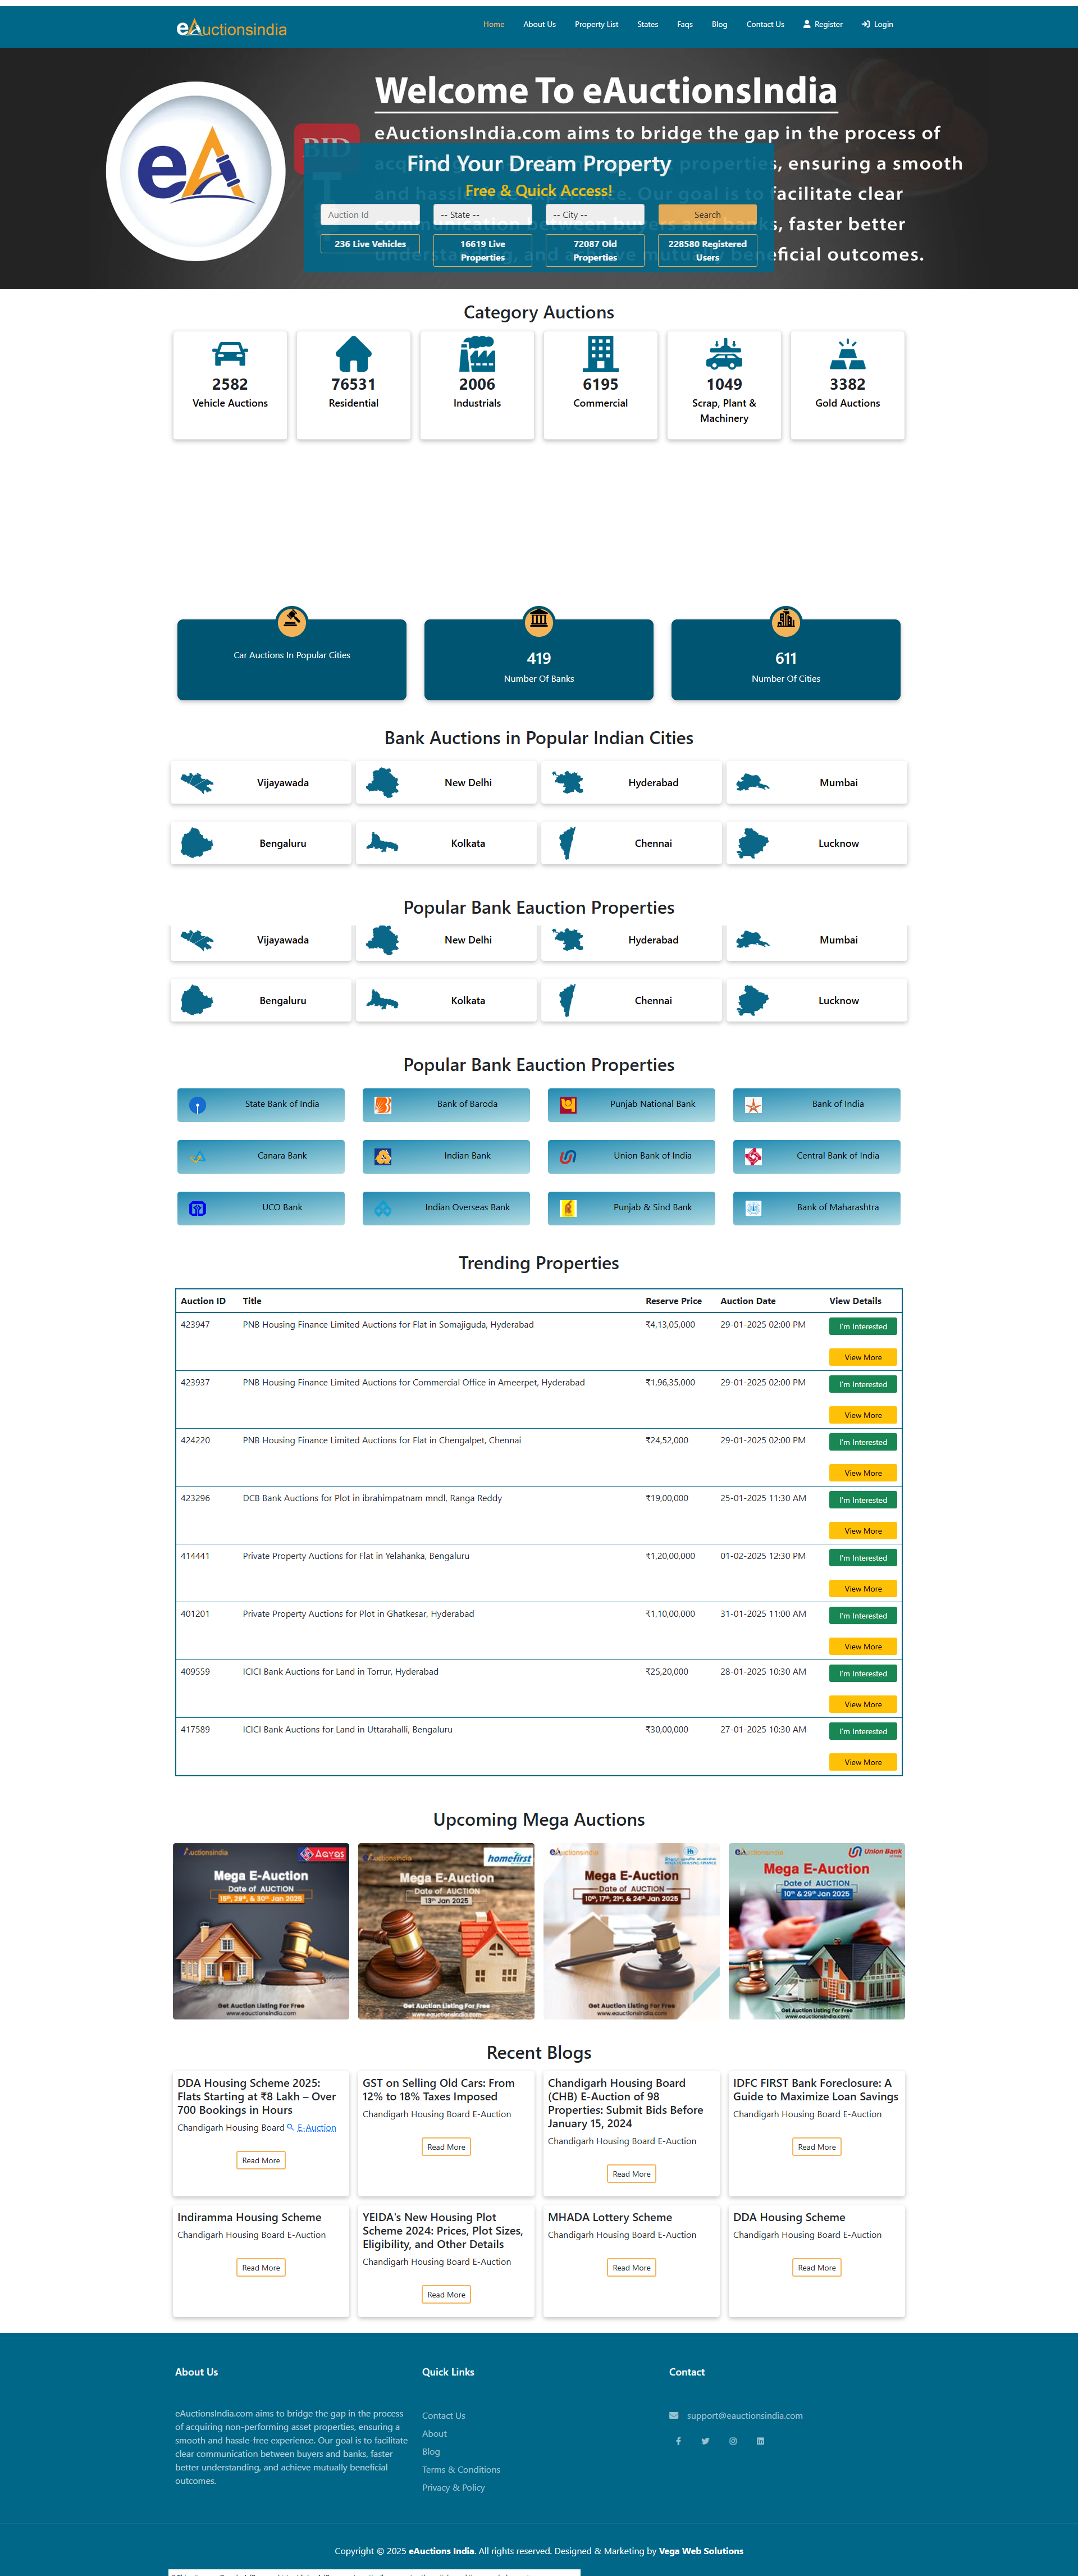 eAuctionsindia
Home About Us Property List States Faqs Blog Contact Us Register Login
Welcome To eAuctionsIndia
eAuctionsIndia.com aims to bridge the gap in the process of
properties, ensuring a smooth
Our goal is to facilitate clear
faster better
mutually beneficial outcomes.
eA
BID
Find Your Dream Property
Free & Quick Access!
Auction Id -- State -- -- City -- Search
236 Live Vehicles 16619 Live Properties 72087 Old Properties 228580 Registered Users
Category Auctions
2582 76531 2006 6195 1049 3382
Vehicle Auctions Residential Industrials Commercial Scrap, Plant & Machinery Gold Auctions
Car Auctions In Popular Cities
419
Number Of Banks
611
Number Of Cities
Bank Auctions in Popular Indian Cities
Vijayawada New Delhi Hyderabad Mumbai
Bengaluru Kolkata Chennai Lucknow
Popular Bank Eauction Properties
Vijayawada New Delhi Hyderabad Mumbai
Bengaluru Kolkata Chennai Lucknow
Popular Bank Eauction Properties
State Bank of India Bank of Baroda Punjab National Bank Bank of India
Canara Bank Indian Bank Union Bank of India Central Bank of India
UCO Bank Indian Overseas Bank Punjab & Sind Bank Bank of Maharashtra
Trending Properties
Auction ID Title Reserve Price Auction Date View Details
423947 PNB Housing Finance Limited Auctions for Flat in Somajiguda, Hyderabad ₹4,13,05,000 29-01-2025 02:00 PM I'm Interested
View More
423937 PNB Housing Finance Limited Auctions for Commercial Office in Ameerpet, Hyderabad ₹1,96,35,000 29-01-2025 02:00 PM I'm Interested
View More
424220 PNB Housing Finance Limited Auctions for Flat in Chengalpet, Chennai ₹24,52,000 29-01-2025 02:00 PM I'm Interested
View More
423296 DCB Bank Auctions for Plot in ibrahimpatnam mndl, Ranga Reddy ₹19,00,000 25-01-2025 11:30 AM I'm Interested
View More
414441 Private Property Auctions for Flat in Yelahanka, Bengaluru ₹1,20,00,000 01-02-2025 12:30 PM I'm Interested
View More
401201 Private Property Auctions for Plot in Ghatkesar, Hyderabad ₹1,10,00,000 31-01-2025 11:00 AM I'm Interested
View More
409559 ICICI Bank Auctions for Land in Torrur, Hyderabad ₹25,20,000 28-01-2025 10:30 AM I'm Interested
View More
417589 ICICI Bank Auctions for Land in Uttarahalli, Bengaluru ₹30,00,000 27-01-2025 10:30 AM I'm Interested
View More
Upcoming Mega Auctions
eAuctionsindia Aavas
Mega E-Auction
Date of AUCTION
15th, 29th, & 30th Jan 2025
Get Auction Listing For Free
www.eauctionsindia.com
eAuctionsindia homefirst
Mega E-Auction
Date of AUCTION
13th Jan 2025
Get Auction Listing For Free
www.eauctionsindia.com
eAuctionsindia
Mega E-Auction
Date of AUCTION
10th, 17th, 21st, & 24th Jan 2025
Get Auction Listing For Free
www.eauctionsindia.com
eAuctionsindia Union Bank
Mega E-Auction
Date of AUCTION
10th & 29th Jan 2025
Get Auction Listing For Free
www.eauctionsindia.com
Recent Blogs
DDA Housing Scheme 2025:
Flats Starting at ₹8 Lakh – Over
700 Bookings in Hours
Chandigarh Housing Board E-Auction
Read More
GST on Selling Old Cars: From
12% to 18% Taxes Imposed
Chandigarh Housing Board E-Auction
Read More
Chandigarh Housing Board
(CHB) E-Auction of 98
Properties: Submit Bids Before
January 15, 2024
Chandigarh Housing Board E-Auction
Read More
IDFC FIRST Bank Foreclosure: A
Guide to Maximize Loan Savings
Chandigarh Housing Board E-Auction
Read More
Indiramma Housing Scheme
Chandigarh Housing Board E-Auction
Read More
YEIDA's New Housing Plot
Scheme 2024: Prices, Plot Sizes,
Eligibility, and Other Details
Chandigarh Housing Board E-Auction
Read More
MHADA Lottery Scheme
Chandigarh Housing Board E-Auction
Read More
DDA Housing Scheme
Chandigarh Housing Board E-Auction
Read More
About Us
eAuctionsIndia.com aims to bridge the gap in the process
of acquiring non-performing asset properties, ensuring a
smooth and hassle-free experience. Our goal is to facilitate
clear communication between buyers and banks, faster
better understanding, and achieve mutually beneficial
outcomes.
Quick Links
Contact Us
About
Blog
Terms & Conditions
Privacy & Policy
Contact
support@eauctionsindia.com
Copyright © 2025 eAuctions India. All rights reserved. Designed & Marketing by Vega Web Solutions